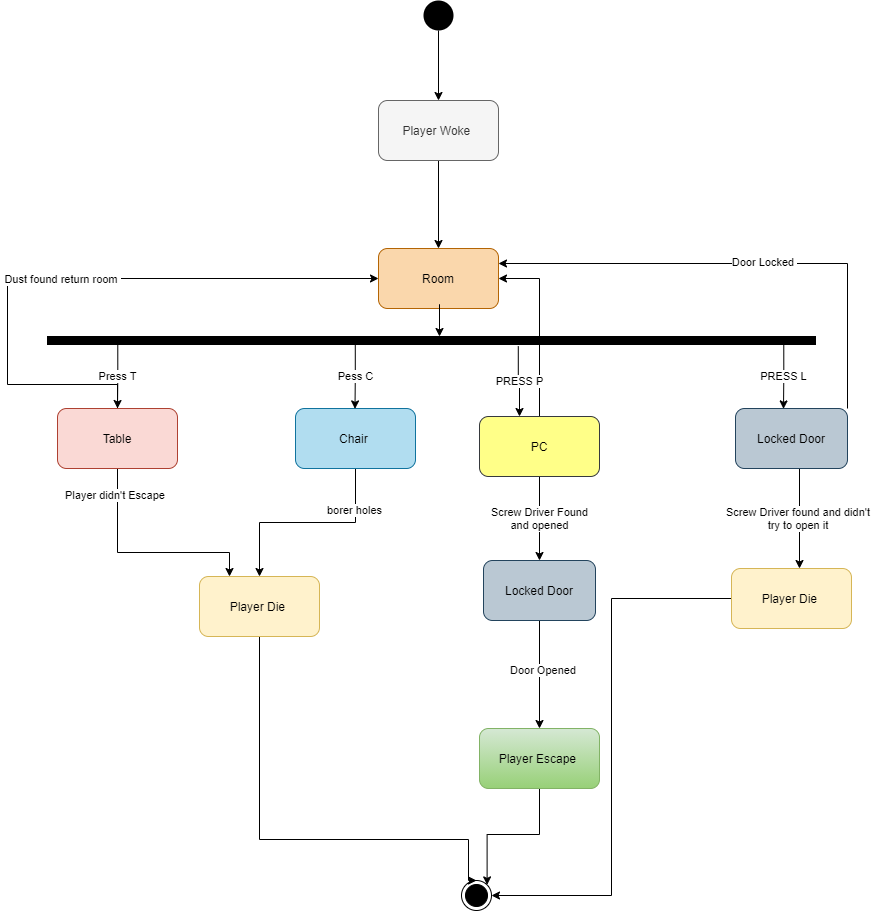 Player Woke
Room
Door Locked
Dust found return room
Press T
Pess C
PRESS P
PRESS L
Table
Chair
PC
Locked Door
Player didn't Escape
borer holes
Screw Driver Found
and opened
Screw Driver found and didn't
try to open it
Locked Door
Player Die
Player Die
Door Opened
Player Escape